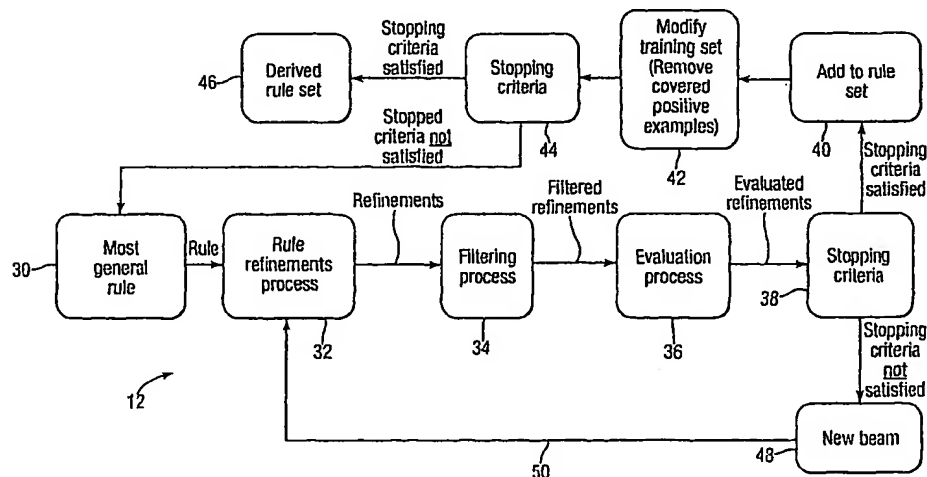 Stopping
criteria
satisfied
46
Derived
rule set
Stopping
criteria
44
Modify
training set
(Remove
covered
positive
examples)
42
Add to rule
set
40
Stopped
criteria not
satisfied
Stopping
criteria
satisfied
Refinements
Filtered
refinements
Evaluated
refinements
30
Most
general
rule
Rule
Rule
refinements
process
32
Filtering
process
34
Evaluation
process
36
Stopping
criteria
38
Stopping
criteria
not
satisfied
12
50
New beam
48